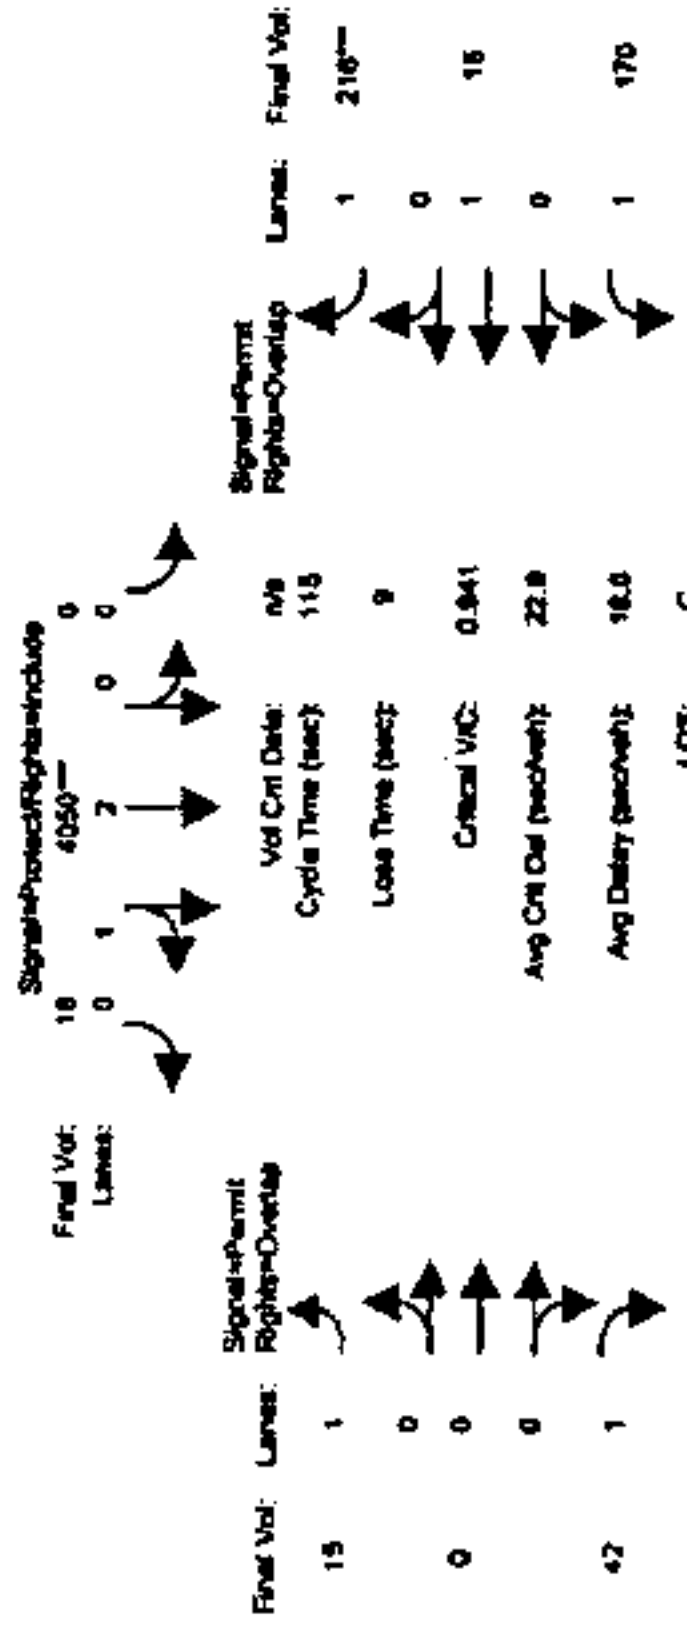 Signal=Protect/Rights=Include
Final Vol: 18 4050*** 0
Lanes: 0 1 2 0 0
Signal=Permit
Rights=Overlap
Signal=Permit
Rights=Overlap
Final Vol: Lanes:
Lanes: Final Vol:
15 1
0
0 0
0
42 1
Vol Cnt Date: n/a
Cycle Time (sec): 115
Loss Time (sec): 9
Critical V/C: 0.941
Avg Crit Del (sec/veh):
Avg Delay (sec/veh):
LOS: C
1 216***
0
1
0
1 170